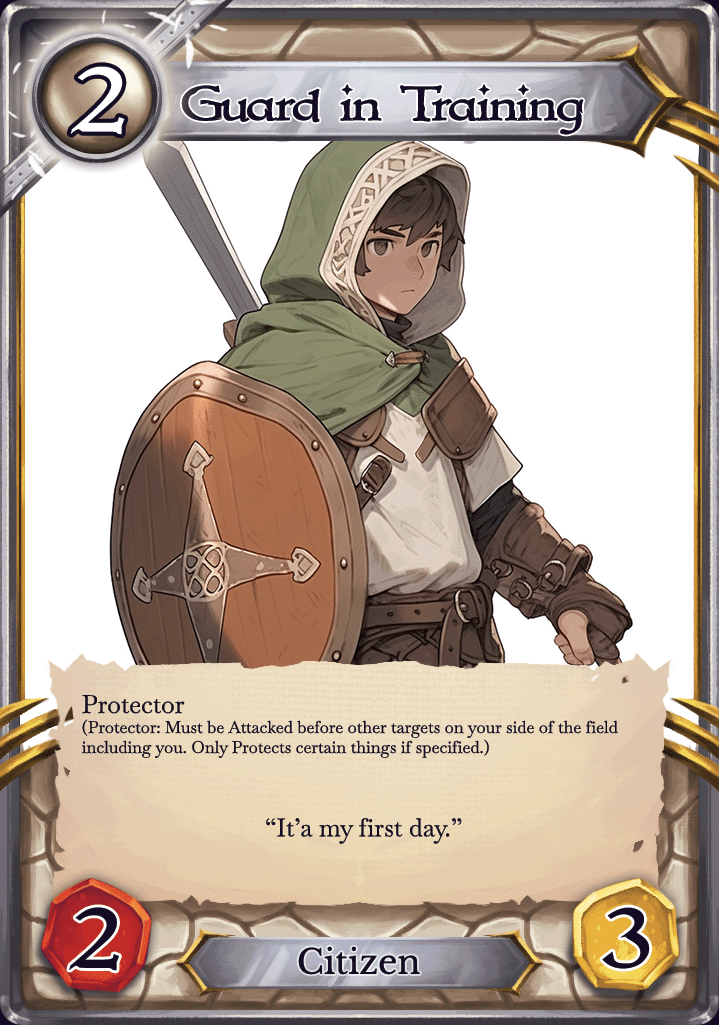 2
Guard in Training
Protector
(Protector: Must be Attacked before other targets on your side of the field
including you. Only Protects certain things if specified.)
“It’a my first day.”
2
Citizen
3